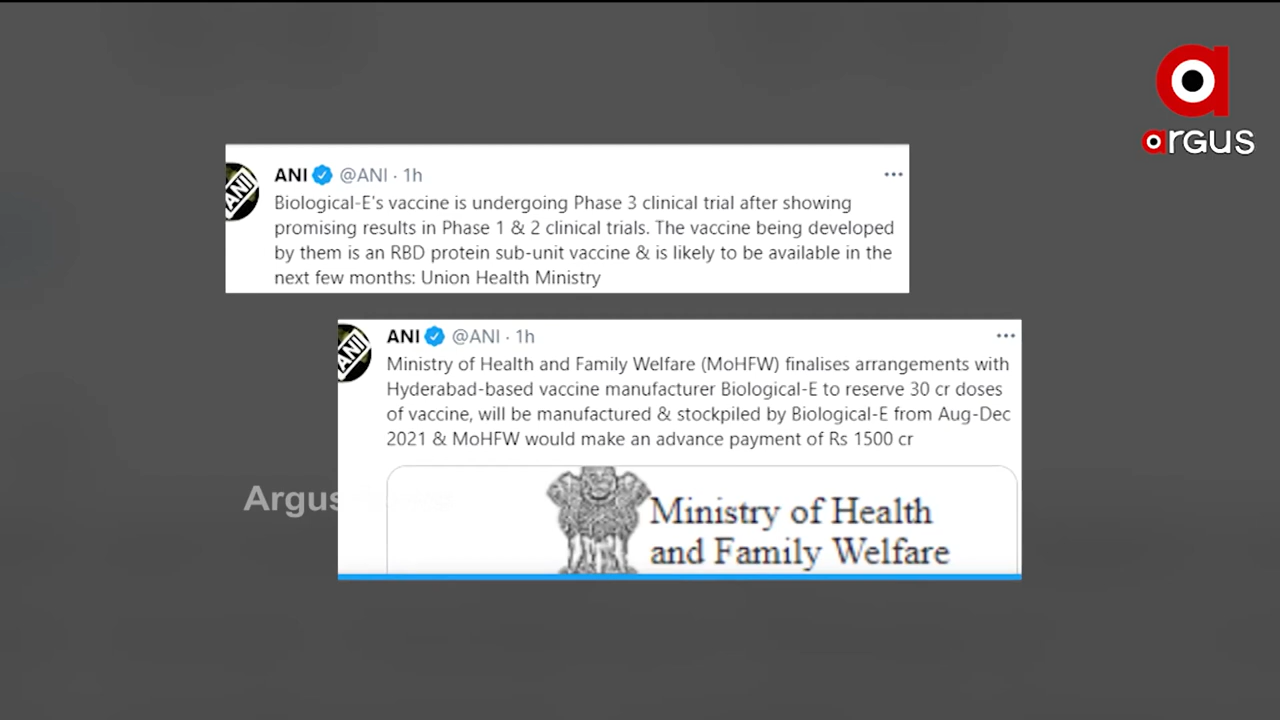 argus
ANI @ANI · 1h
Biological-E's vaccine is undergoing Phase 3 clinical trial after showing
promising results in Phase 1 & 2 clinical trials. The vaccine being developed
by them is an RBD protein sub-unit vaccine & is likely to be available in the
next few months: Union Health Ministry
ANI
ANI @ANI · 1h
Ministry of Health and Family Welfare (MoHFW) finalises arrangements with
Hyderabad-based vaccine manufacturer Biological-E to reserve 30 cr doses
of vaccine, will be manufactured & stockpiled by Biological-E from Aug-Dec
2021 & MoHFW would make an advance payment of Rs 1500 cr
ANI
Argus
Ministry of Health
and Family Welfare